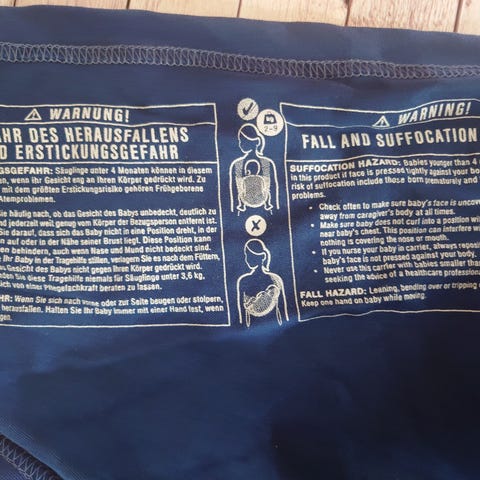 WARNUNG!
HR DES HERAUSFALLENS
D ERSTICKUNGSGEFAHR
GSGEFAHR: Säuglinge unter 4 Monaten können in diesem
en, wenn ihr Gesicht eng an Ihren Körper gedrückt wird. Zu
mit dem größten Erstickungsrisiko gehören Frühgeborene
Atemproblemen.
Sie häufig nach, ob das Gesicht des Babys unbedeckt, deutlich zu
nd jederzeit weit genug vom Körper der Bezugsperson entfernt ist.
Sie darauf, dass sich das Baby nicht in eine Position dreht, in der
n auf oder in der Nähe seiner Brust liegt. Diese Position kann
en behindern, auch wenn Nase und Mund nicht bedeckt sind.
Ihr Baby in der Tragehilfe stillen, verlagern Sie es nach dem Füttern,
Gesicht des Babys nicht gegen Ihren Körper gedrückt wird.
Sie diese Tragehilfe niemals für Säuglinge unter 3,6 kg,
ich von einer Pflegefachkraft beraten zu lassen.
HR: Wenn Sie sich nach vorne oder zur Seite beugen oder stolpern,
herausfallen. Halten Sie Ihr Baby immer mit einer Hand fest, wenn
gen.
2-9
WARNING!
FALL AND SUFFOCATION
SUFFOCATION HAZARD: Babies younger than 4
in this product if face is pressed tightly against your bo
risk of suffocation include those born prematurely and
problems.
• Check often to make sure baby's face is uncove
away from caregiver's body at all times.
• Make sure baby does not curl into a position wi
near baby's chest. This position can interfere wi
nothing is covering the nose or mouth.
• If you nurse your baby in carrier, always repos
baby's face is not pressed against your body.
• Never use this carrier with babies smaller than
seeking the advice of a healthcare profession
FALL HAZARD: Leaning, bending over or tripping
Keep one hand on baby while moving.